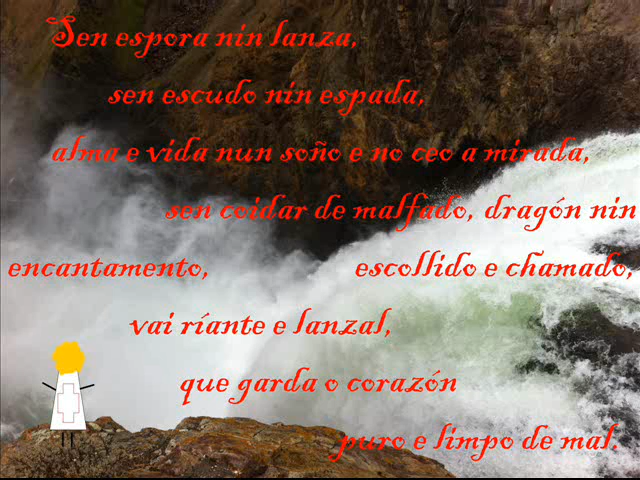 Sen espora nin lanza,
sen escudo nin espada,
alma e vida nun soño e no ceo a mirada,
sen coidar de malfado, dragón nin
encantamento, escollido e chamado,
vai ríante e lanzal,
que garda o corazón
puro e limpo de mal.